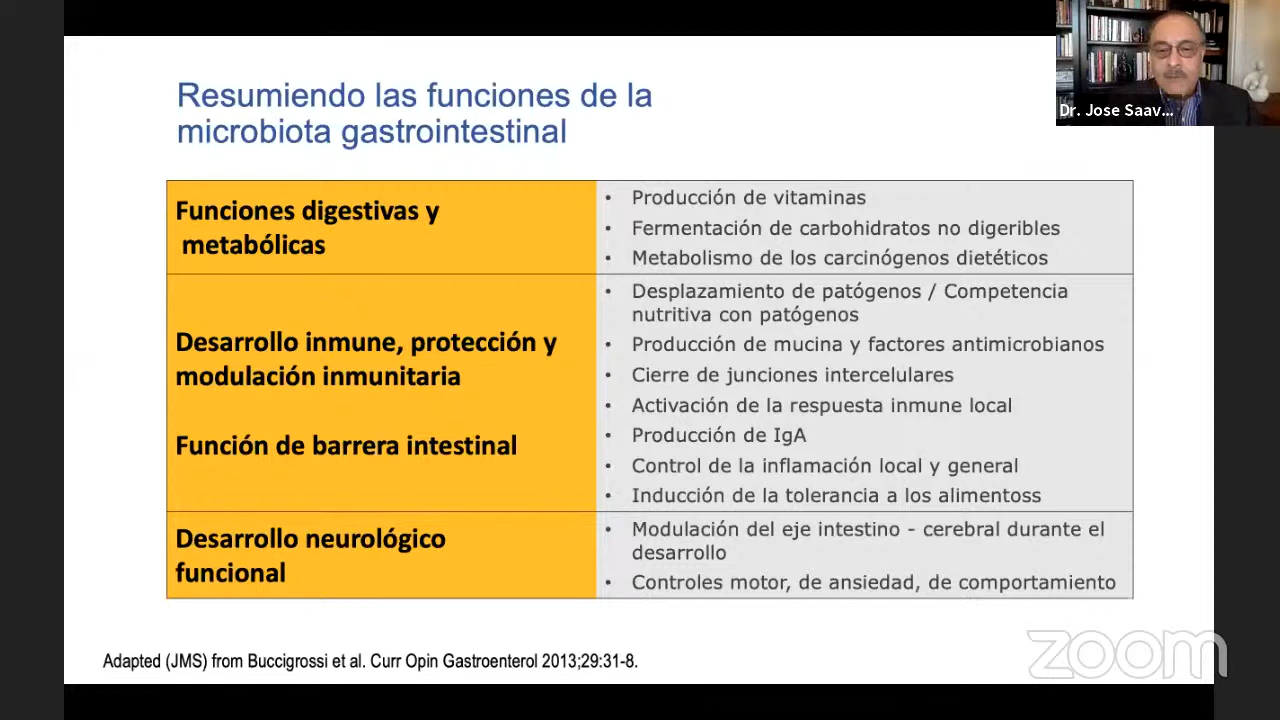 Resumiendo las funciones de la
microbiota gastrointestinal
Dr. Jose Saav...
Funciones digestivas y
metabólicas
• Producción de vitaminas
• Fermentación de carbohidratos no digeribles
• Metabolismo de los carcinógenos dietéticos
Desarrollo inmune, protección y
modulación inmunitaria
Función de barrera intestinal
• Desplazamiento de patógenos / Competencia
nutritiva con patógenos
• Producción de mucina y factores antimicrobianos
• Cierre de junciones intercelulares
• Activación de la respuesta inmune local
• Producción de IgA
• Control de la inflamación local y general
• Inducción de la tolerancia a los alimentoss
Desarrollo neurológico
funcional
• Modulación del eje intestino - cerebral durante el
desarrollo
• Controles motor, de ansiedad, de comportamiento
Adapted (JMS) from Buccigrossi et al. Curr Opin Gastroenterol 2013;29:31-8.
zoom